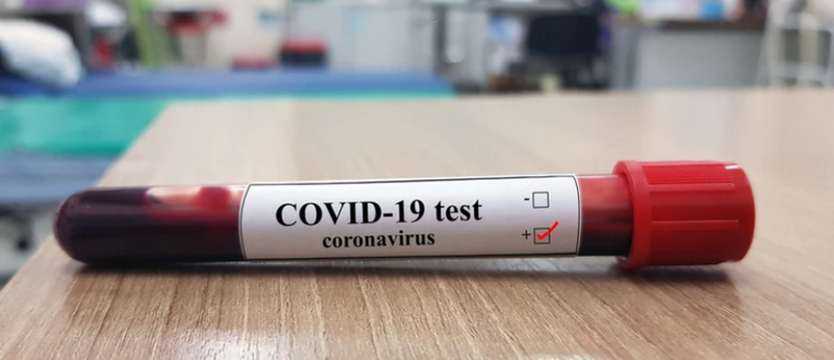 COVID-19 test
coronavirus
-
+